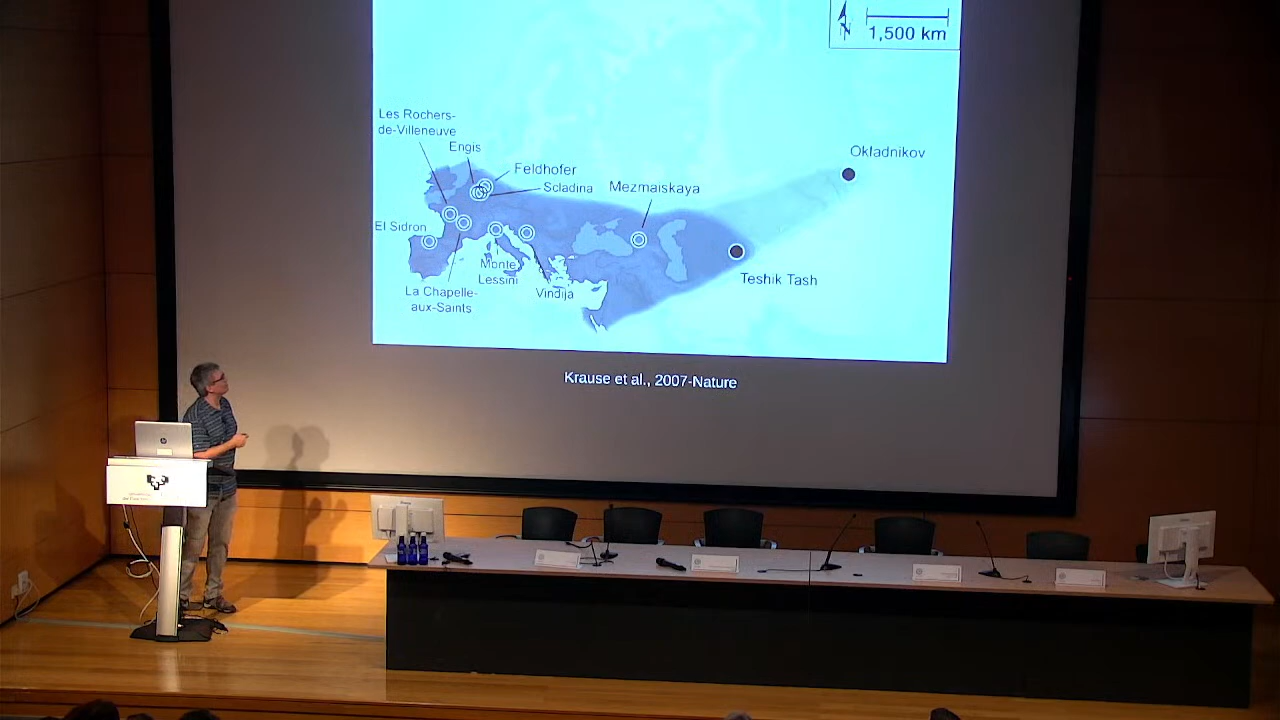 N
1,500 km
Les Rochers-
de-Villeneuve
Engis
Feldhofer
Scladina
Mezmaiskaya
Okladnikov
El Sidron
Monte
Lessini
Vindija
Teshik Tash
La Chapelle-
aux-Saints
Krause et al., 2007-Nature
hp